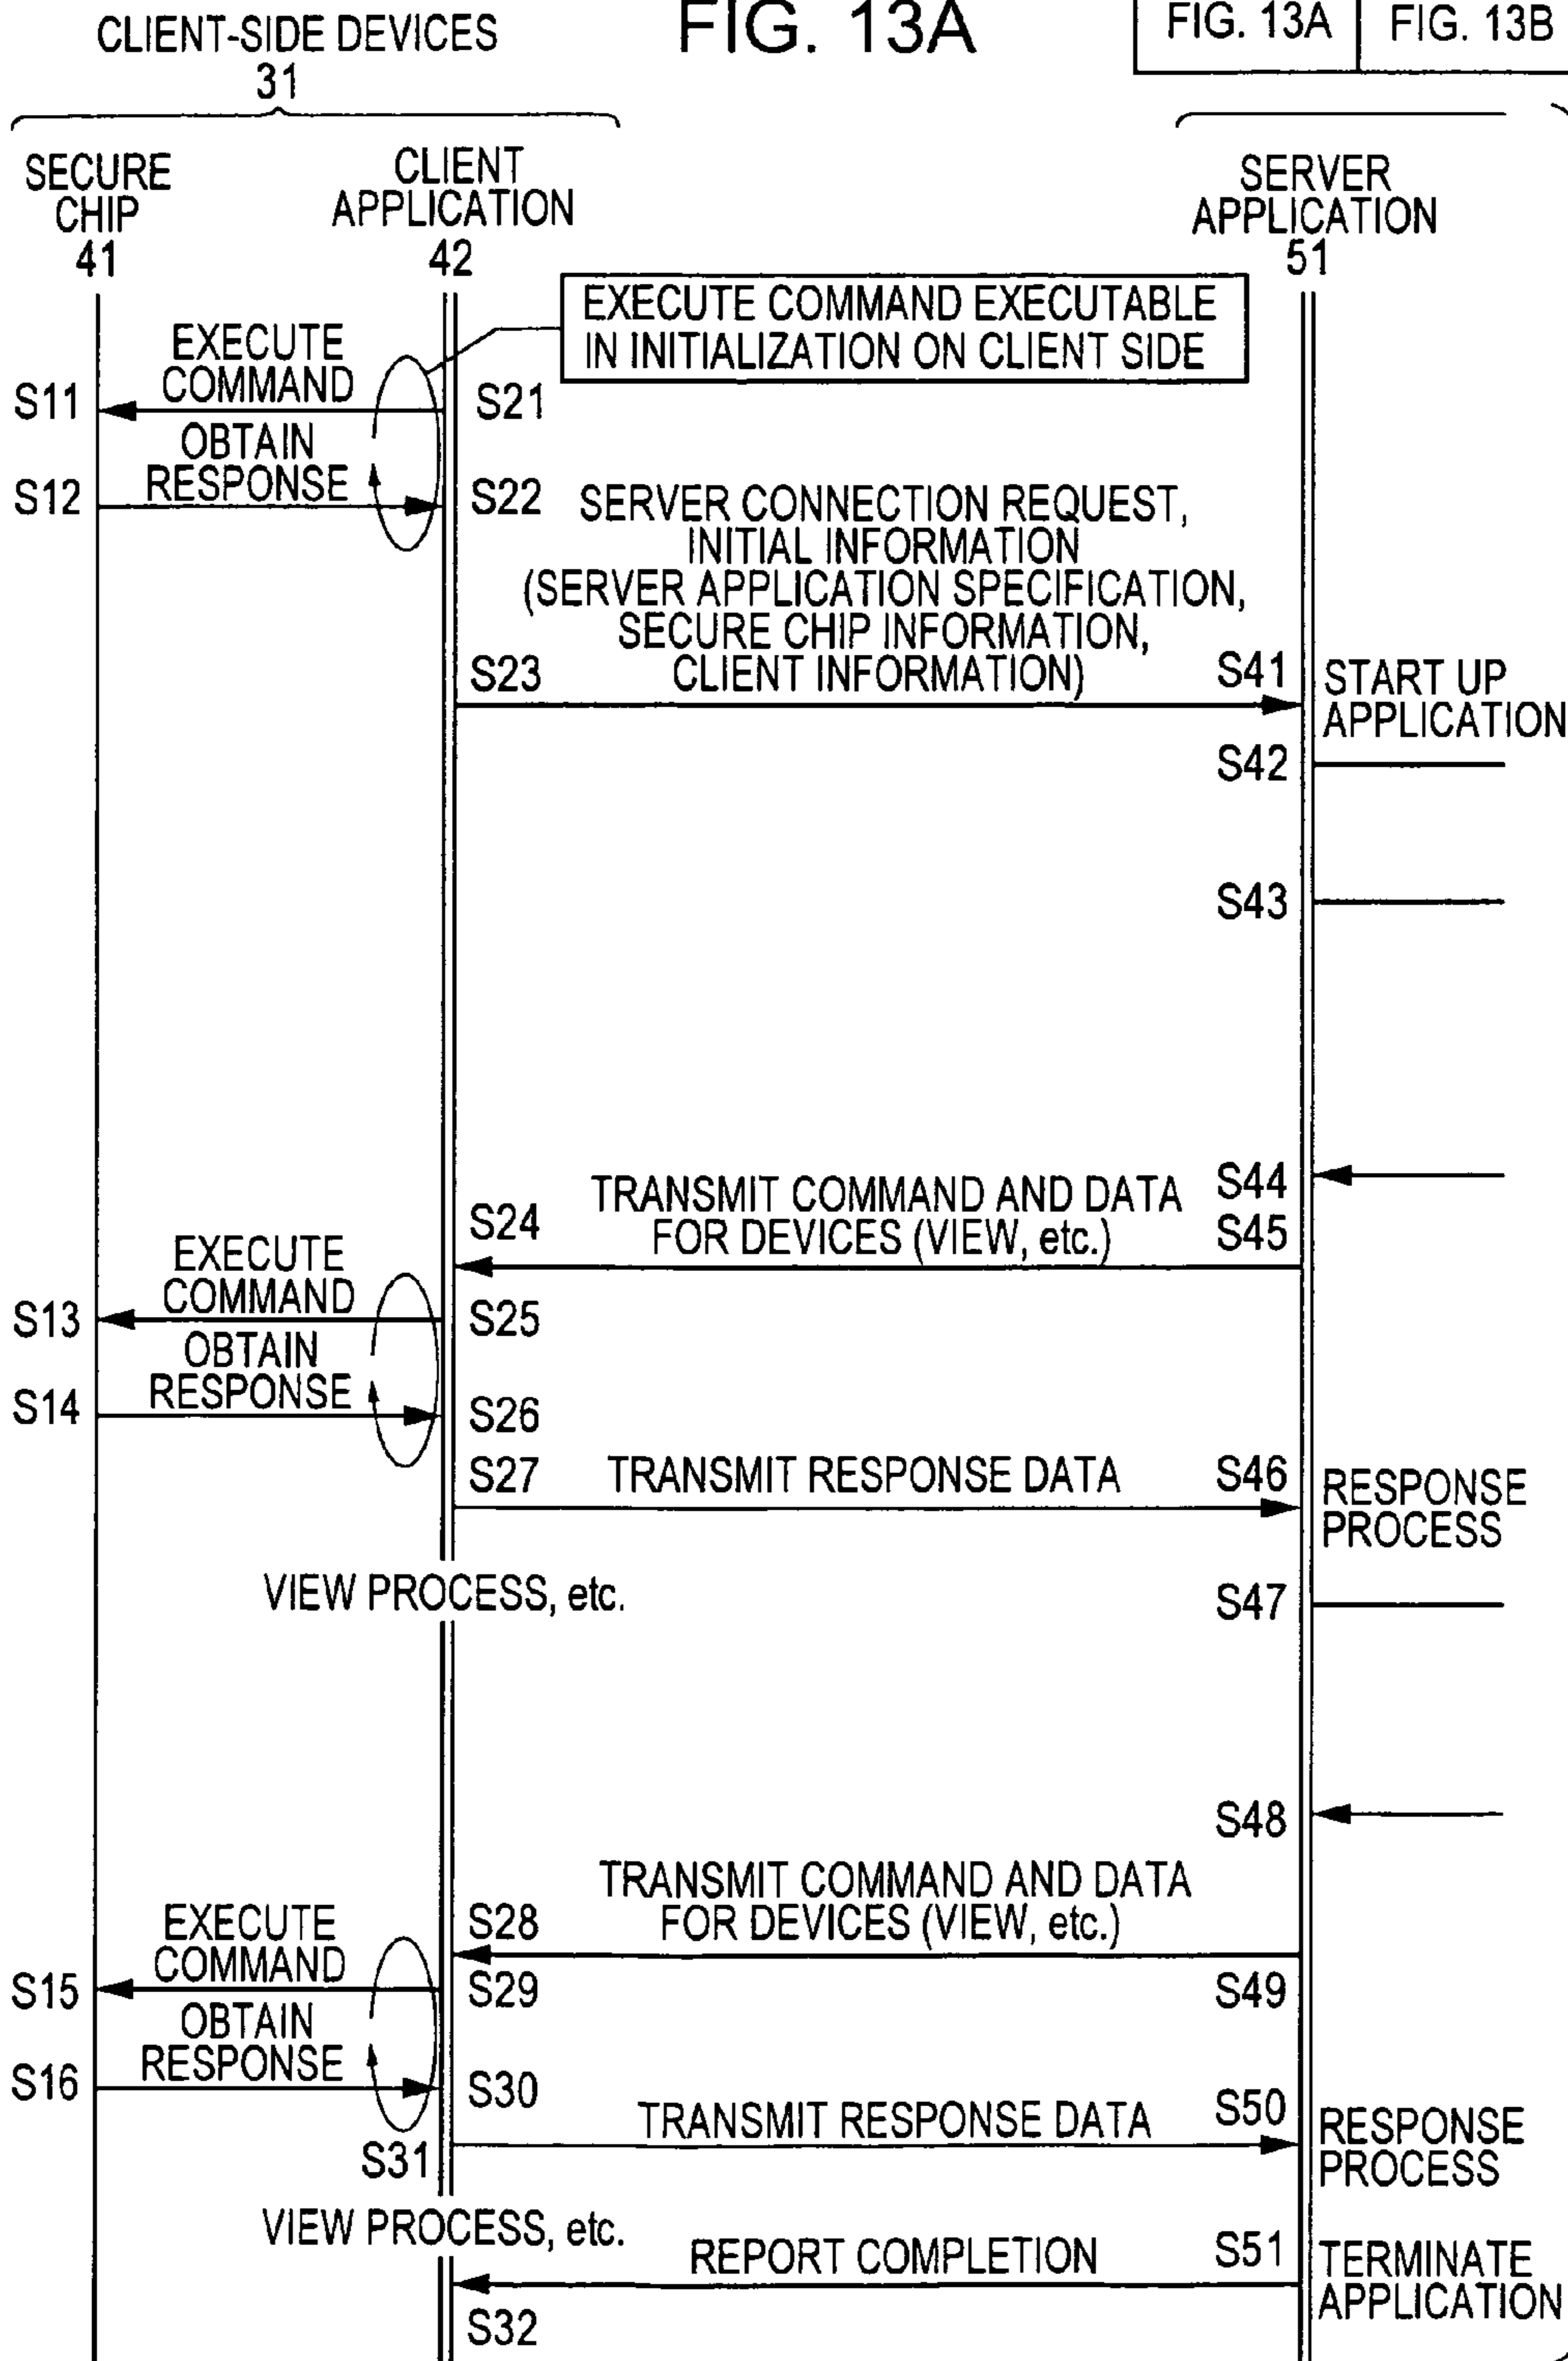 FIG. 13A
FIG. 13A
FIG. 13B
CLIENT-SIDE DEVICES
31
SECURE
CHIP
41
CLIENT
APPLICATION
42
SERVER
APPLICATION
51
EXECUTE COMMAND EXECUTABLE
IN INITIALIZATION ON CLIENT SIDE
EXECUTE
COMMAND
S11
S21
OBTAIN
RESPONSE
S12
S22
SERVER CONNECTION REQUEST,
INITIAL INFORMATION
(SERVER APPLICATION SPECIFICATION,
SECURE CHIP INFORMATION,
CLIENT INFORMATION)
S23
S41
START UP
APPLICATION
S42
S43
S44
TRANSMIT COMMAND AND DATA
FOR DEVICES (VIEW, etc.)
S24
S45
EXECUTE
COMMAND
S13
S25
OBTAIN
RESPONSE
S14
S26
S27
TRANSMIT RESPONSE DATA
S46
RESPONSE
PROCESS
VIEW PROCESS, etc.
S47
S48
TRANSMIT COMMAND AND DATA
FOR DEVICES (VIEW, etc.)
S28
EXECUTE
COMMAND
S15
S29
S49
OBTAIN
RESPONSE
S16
S30
TRANSMIT RESPONSE DATA
S50
RESPONSE
PROCESS
S31
VIEW PROCESS, etc.
REPORT COMPLETION
S51
TERMINATE
APPLICATION
S32